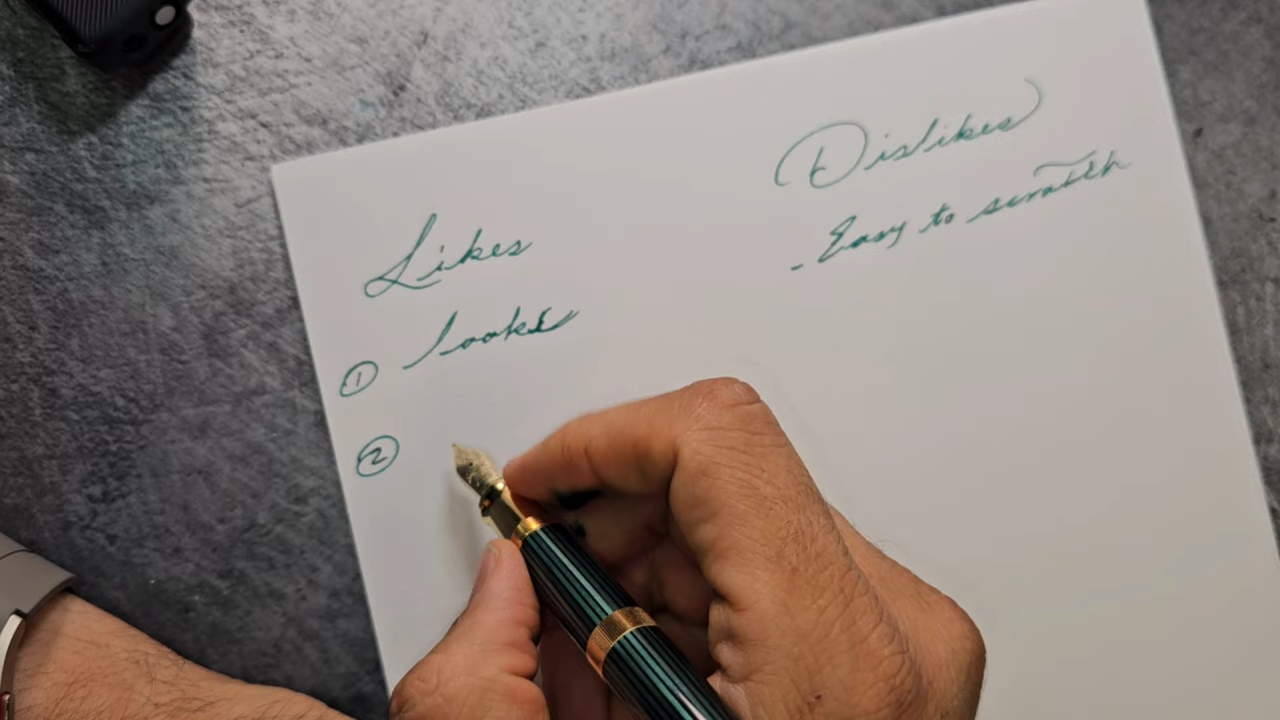 Likes
① looks
②
Dislikes
- Easy to scratch